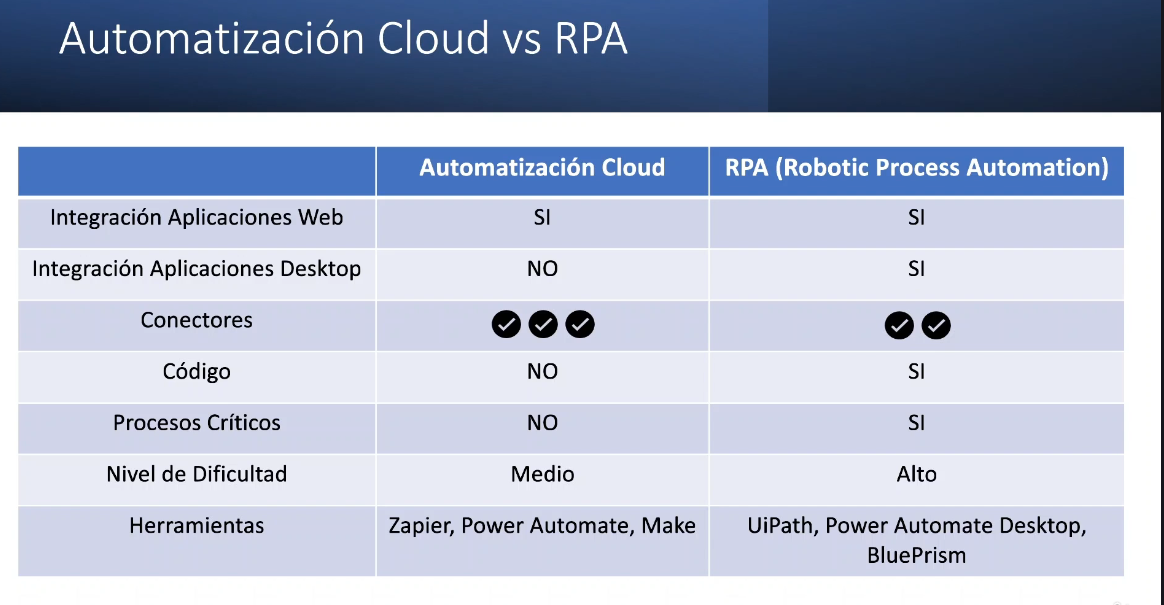 Automatización Cloud vs RPA
Automatización Cloud
RPA (Robotic Process Automation)
Integración Aplicaciones Web
SI
SI
Integración Aplicaciones Desktop
NO
SI
Conectores
Código
NO
SI
Procesos Críticos
NO
SI
Nivel de Dificultad
Medio
Alto
Herramientas
Zapier, Power Automate, Make
UiPath, Power Automate Desktop,
BluePrism